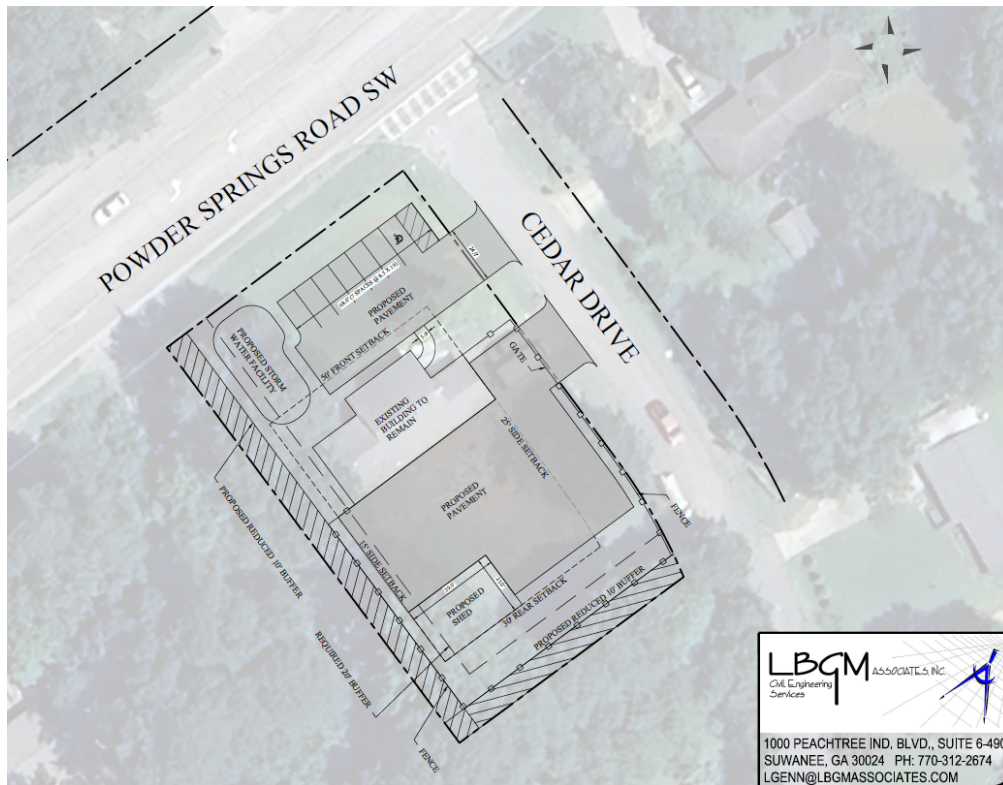 POWDER SPRINGS ROAD SW
CEDAR DRIVE
24.0'
PROPOSED
PAVEMENT
PROPOSED STORM
WATER FACILITY
50' FRONT SETBACK
GATE
EXISTING
BUILDING TO
REMAIN
25' SIDE SETBACK
PROPOSED
PAVEMENT
PROPOSED REDUCED 10' BUFFER
15' SIDE SETBACK
FENCE
PROPOSED
SHED
30' REAR SETBACK
PROPOSED REDUCED 10' BUFFER
REQUIRED 20' BUFFER
FENCE
LBGM ASSOCIATES, INC.
Civil Engineering
Services
1000 PEACHTREE IND. BLVD., SUITE 6-490
SUWANEE, GA 30024 PH: 770-312-2674
LGENN@LBGMASSOCIATES.COM